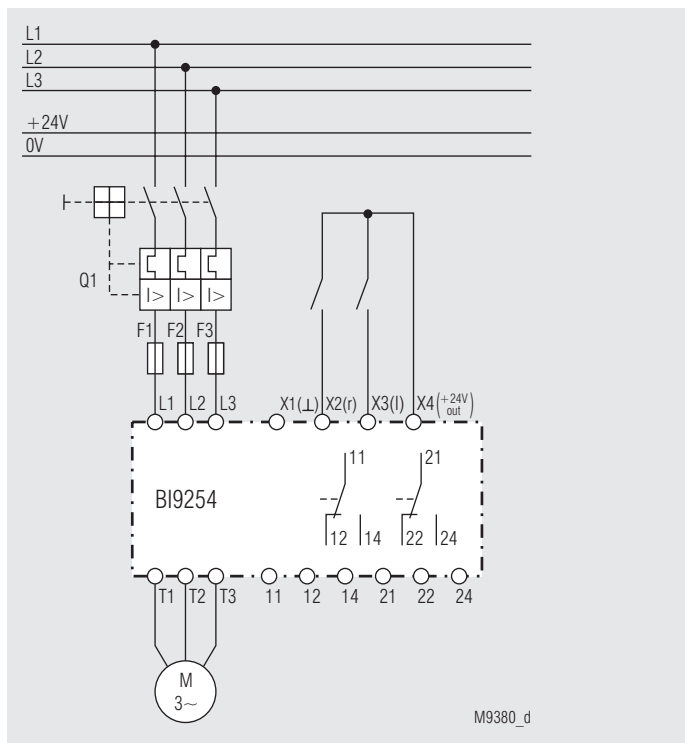 L1
L2
L3
+24V
0V
Q1
I> I> I>
F1 F2 F3
L1 L2 L3 X1(⊥) X2(r) X3(l) X4(+24V out)
11 21
BI9254
12 14 22 24
T1 T2 T3 11 12 14 21 22 24
M
3~
M9380_d